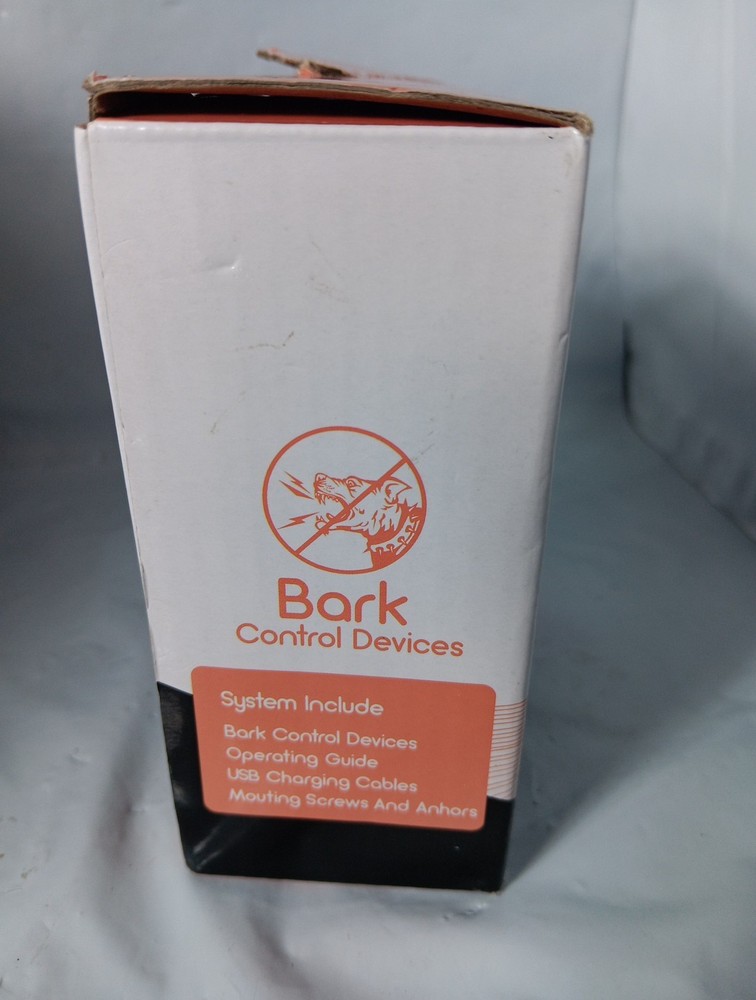 Bark
Control Devices
System Include
Bark Control Devices
Operating Guide
USB Charging Cables
Mouting Screws And Anhors